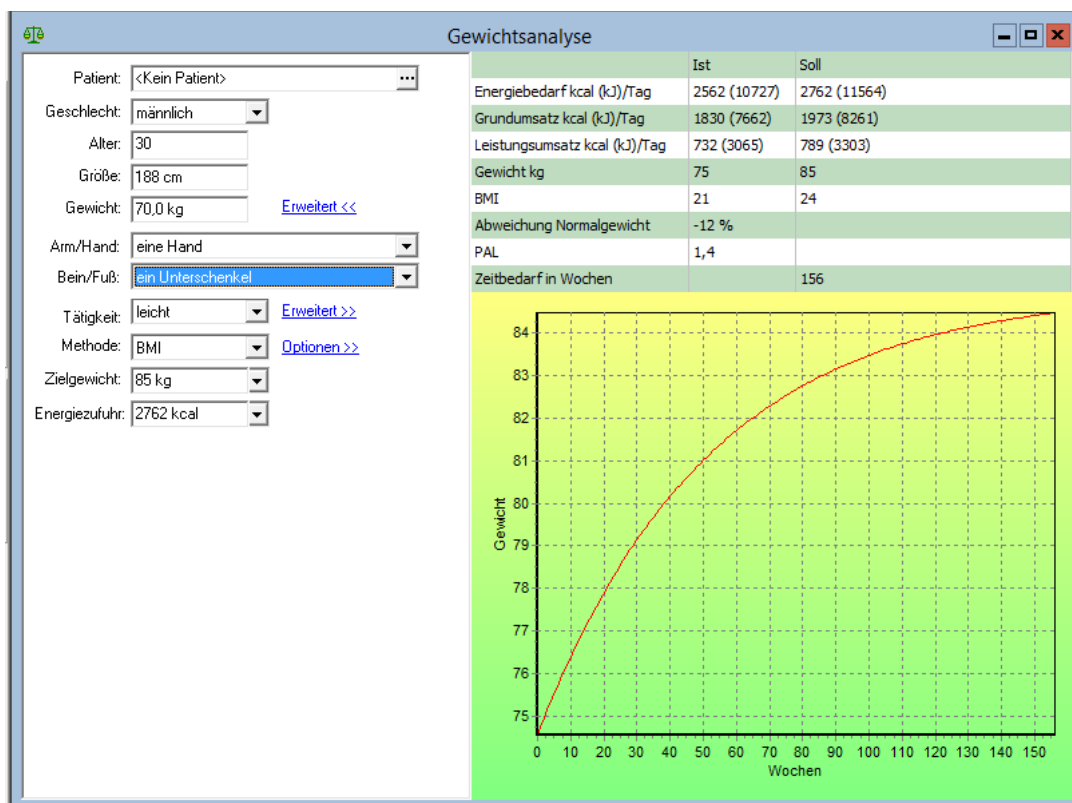 Gewichtsanalyse
Patient: <Kein Patient> ...
Geschlecht: männlich
Alter: 30
Größe: 188 cm
Gewicht: 70,0 kg Erweitert <<
Arm/Hand: eine Hand
Bein/Fuß: ein Unterschenkel
Tätigkeit: leicht Erweitert >>
Methode: BMI Optionen >>
Zielgewicht: 85 kg
Energiezufuhr: 2762 kcal
Ist Soll
Energiebedarf kcal (kJ)/Tag 2562 (10727) 2762 (11564)
Grundumsatz kcal (kJ)/Tag 1830 (7662) 1973 (8261)
Leistungsumsatz kcal (kJ)/Tag 732 (3065) 789 (3303)
Gewicht kg 75 85
BMI 21 24
Abweichung Normalgewicht -12 %
PAL 1,4
Zeitbedarf in Wochen 156
84
83
82
81
80
79
78
77
76
75
Gewicht
0 10 20 30 40 50 60 70 80 90 100 110 120 130 140 150
Wochen